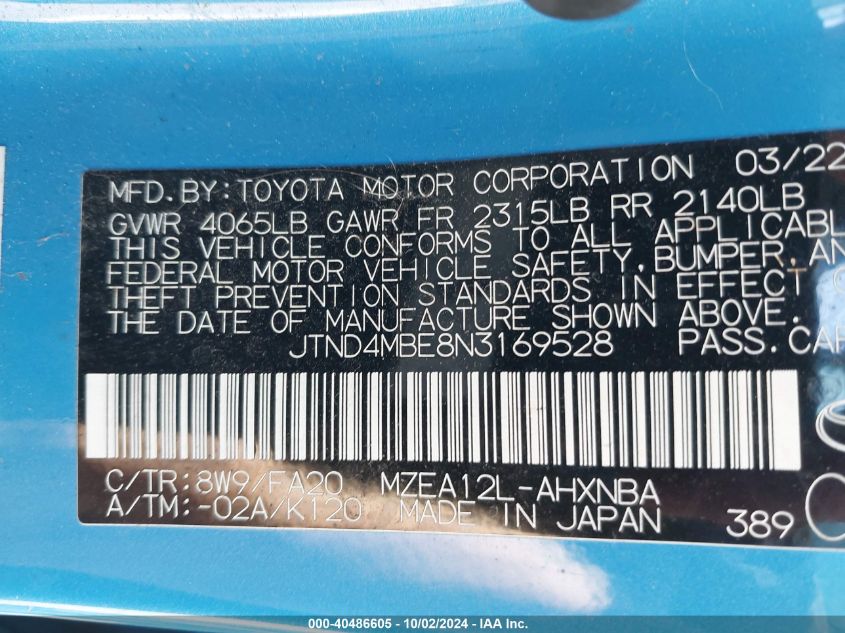 MFD.BY:TOYOTA MOTOR CORPORATION 03/22
GVWR 4065LB GAWR FR 2315LB RR 2140LB
THIS VEHICLE CONFORMS TO ALL APPLICABL
FEDERAL MOTOR VEHICLE SAFETY,BUMPER,AN
THEFT PREVENTION STANDARDS IN EFFECT
THE DATE OF MANUFACTURE SHOWN ABOVE.
JTND4MBE8N3169528 PASS.CAR
C/TR:8W9/FA20 MZEA12L-AHXNBA
A/TM:-02A/K120 MADE IN JAPAN 389
000-40486605 - 10/02/2024 - IAA Inc.